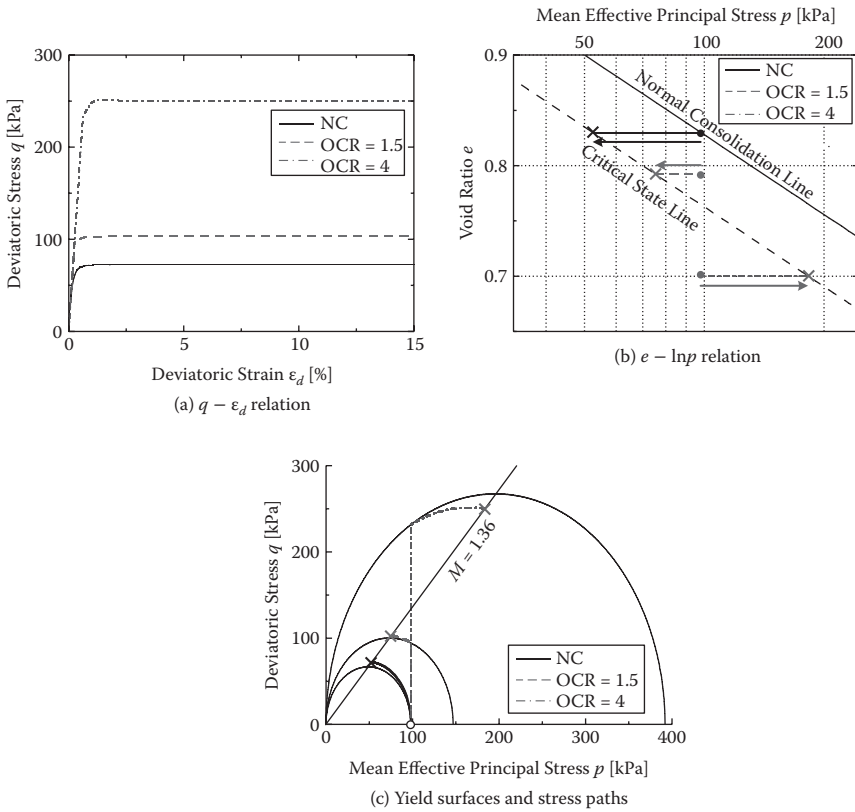 300
200
100
0
0
5
10
15
Deviatoric Stress q [kPa]
NC
OCR = 1.5
OCR = 4
Deviatoric Strain εd [%]
(a) q − εd relation
Mean Effective Principal Stress p [kPa]
50
100
200
0.9
0.8
0.7
Void Ratio e
NC
OCR = 1.5
OCR = 4
Normal Consolidation Line
Critical State Line
(b) e − lnp relation
300
200
100
0
0
100
200
300
400
Deviatoric Stress q [kPa]
M = 1.36
NC
OCR = 1.5
OCR = 4
Mean Effective Principal Stress p [kPa]
(c) Yield surfaces and stress paths